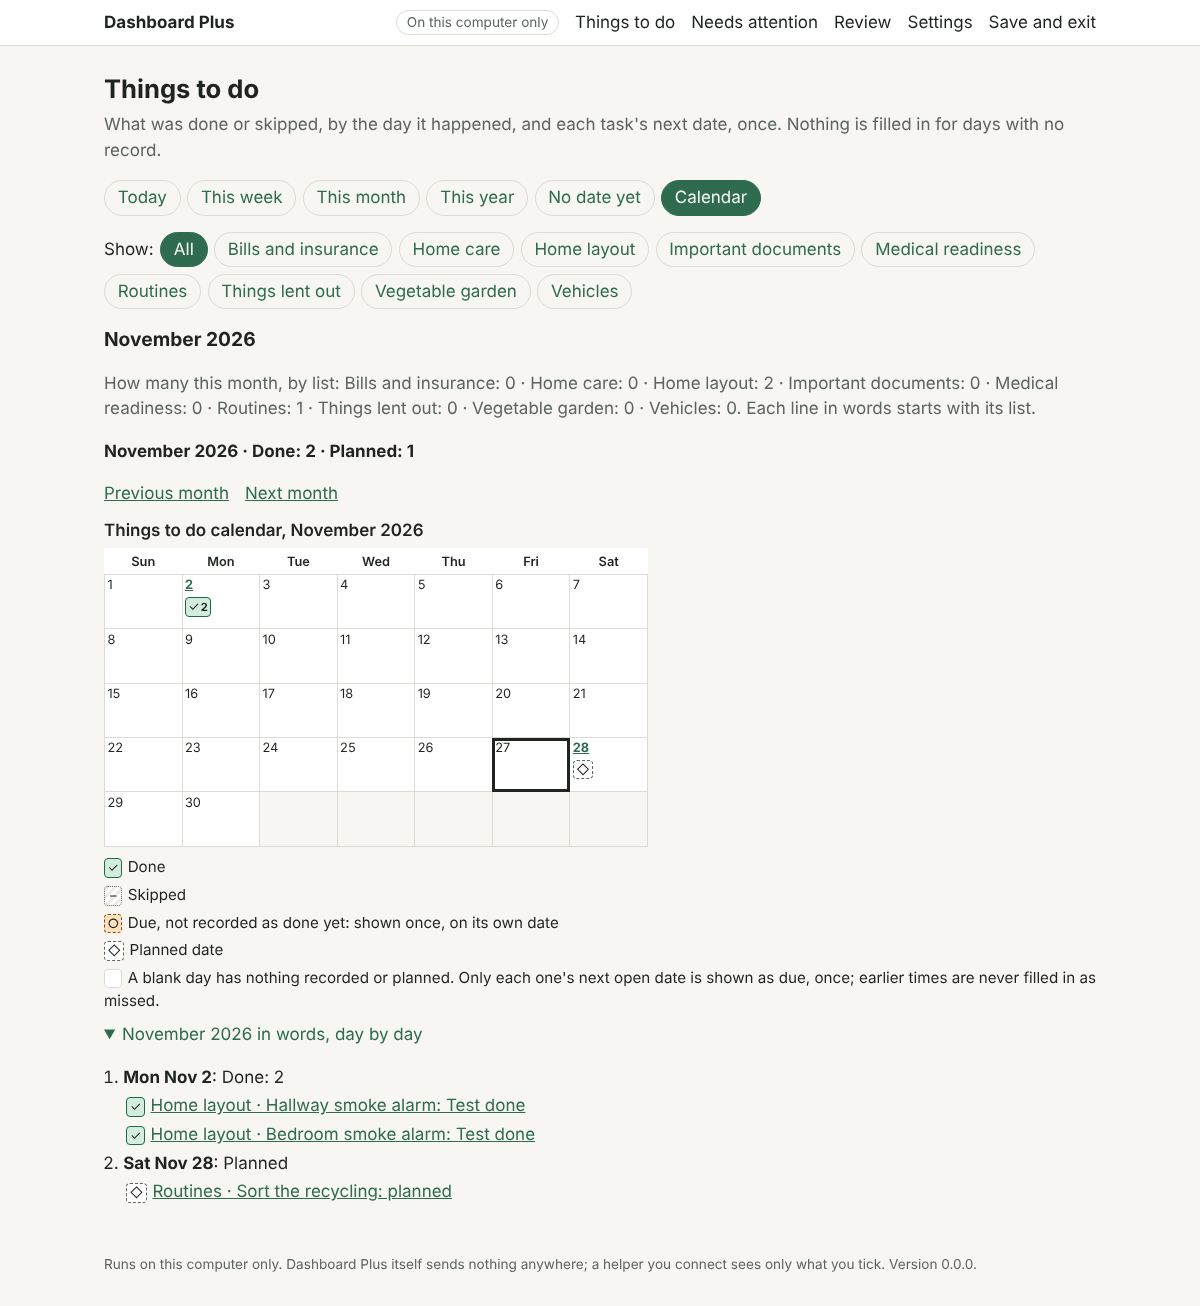 Dashboard Plus
On this computer only
Things to do
Needs attention
Review
Settings
Save and exit
Things to do
What was done or skipped, by the day it happened, and each task's next date, once. Nothing is filled in for days with no
record.
Today
This week
This month
This year
No date yet
Calendar
Show:
All
Bills and insurance
Home care
Home layout
Important documents
Medical readiness
Routines
Things lent out
Vegetable garden
Vehicles
November 2026
How many this month, by list: Bills and insurance: 0 · Home care: 0 · Home layout: 2 · Important documents: 0 · Medical
readiness: 0 · Routines: 1 · Things lent out: 0 · Vegetable garden: 0 · Vehicles: 0. Each line in words starts with its list.
November 2026 · Done: 2 · Planned: 1
Previous month
Next month
Things to do calendar, November 2026
Sun Mon Tue Wed Thu Fri Sat
1 2 3 4 5 6 7
✓2
8 9 10 11 12 13 14
15 16 17 18 19 20 21
22 23 24 25 26 27 28
29 30
Done
Skipped
Due, not recorded as done yet: shown once, on its own date
Planned date
A blank day has nothing recorded or planned. Only each one's next open date is shown as due, once; earlier times are never filled in as
missed.
▼ November 2026 in words, day by day
1. Mon Nov 2: Done: 2
Home layout · Hallway smoke alarm: Test done
Home layout · Bedroom smoke alarm: Test done
2. Sat Nov 28: Planned
Routines · Sort the recycling: planned
Runs on this computer only. Dashboard Plus itself sends nothing anywhere; a helper you connect sees only what you tick. Version 0.0.0.